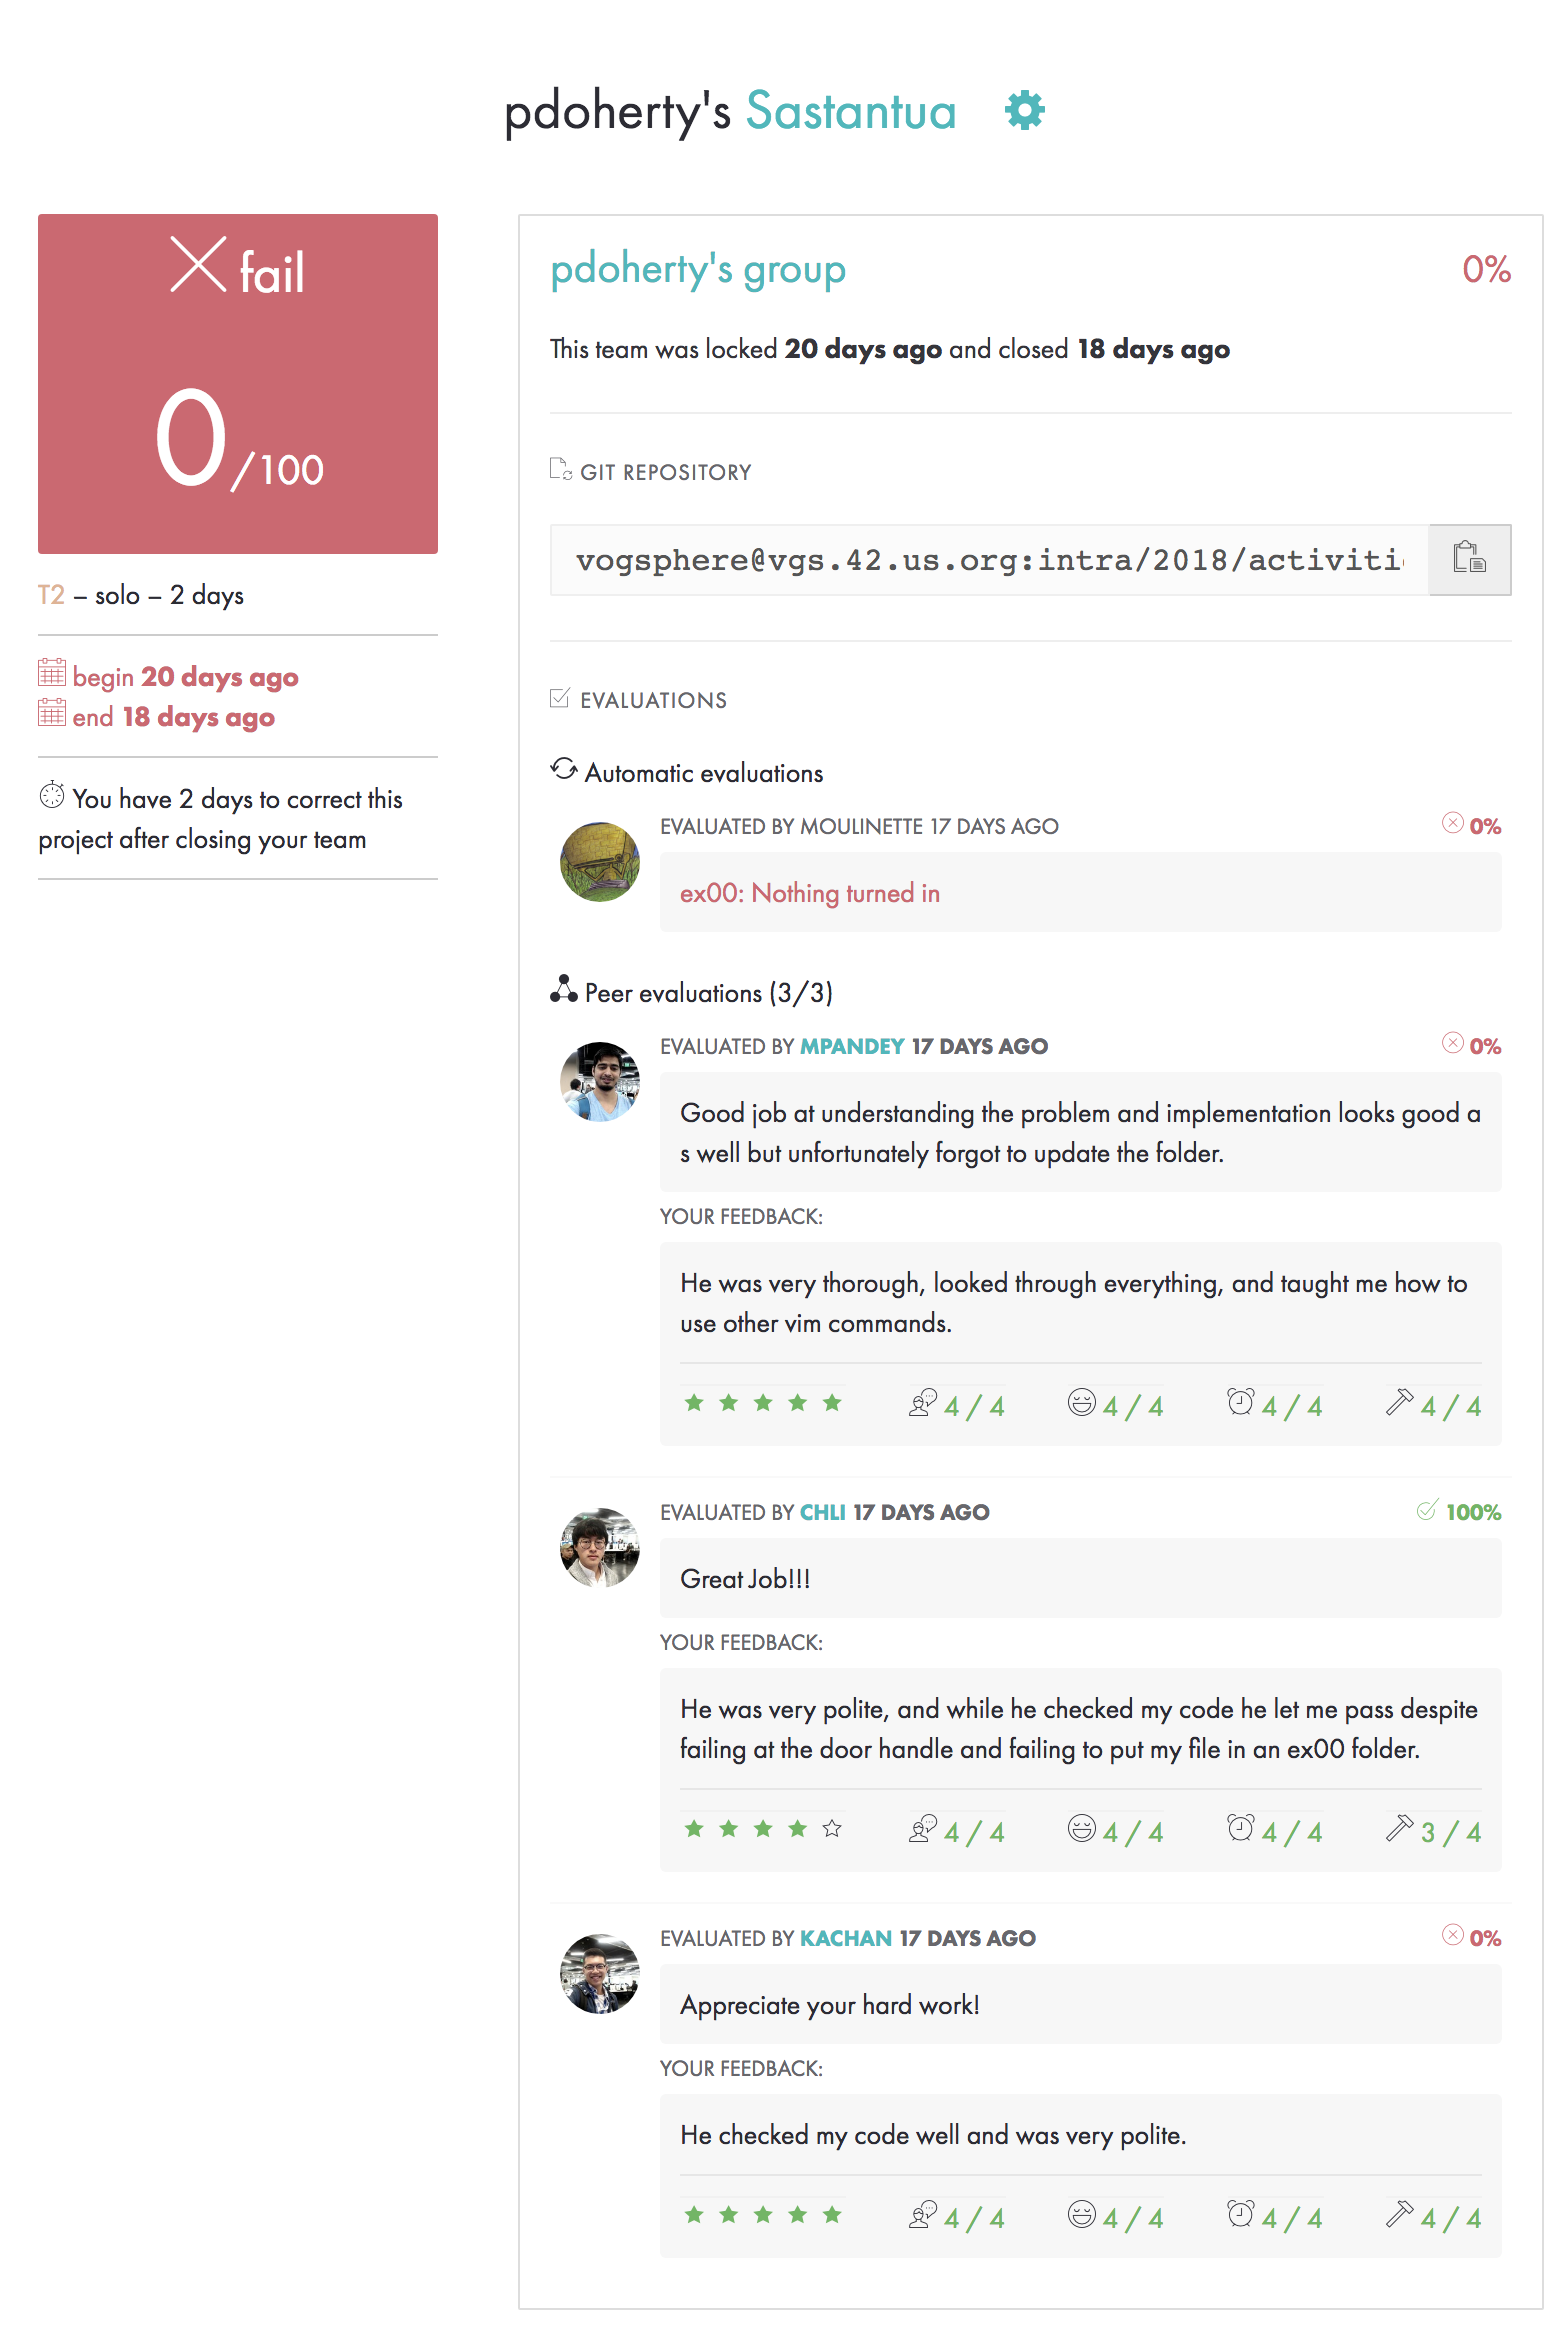 pdoherty's Sastantua
fail
0/100
T2 – solo – 2 days
begin 20 days ago
end 18 days ago
You have 2 days to correct this
project after closing your team
pdoherty's group
0%
This team was locked 20 days ago and closed 18 days ago
GIT REPOSITORY
vogsphere@vgs.42.us.org:intra/2018/activiti
EVALUATIONS
Automatic evaluations
EVALUATED BY MOULINETTE 17 DAYS AGO
0%
ex00: Nothing turned in
Peer evaluations (3/3)
EVALUATED BY MPANDEY 17 DAYS AGO
0%
Good job at understanding the problem and implementation looks good a
s well but unfortunately forgot to update the folder.
YOUR FEEDBACK:
He was very thorough, looked through everything, and taught me how to
use other vim commands.
4 / 4 4 / 4 4 / 4 4 / 4
EVALUATED BY CHLI 17 DAYS AGO
100%
Great Job!!!
YOUR FEEDBACK:
He was very polite, and while he checked my code he let me pass despite
failing at the door handle and failing to put my file in an ex00 folder.
4 / 4 4 / 4 4 / 4 3 / 4
EVALUATED BY KACHAN 17 DAYS AGO
0%
Appreciate your hard work!
YOUR FEEDBACK:
He checked my code well and was very polite.
4 / 4 4 / 4 4 / 4 4 / 4